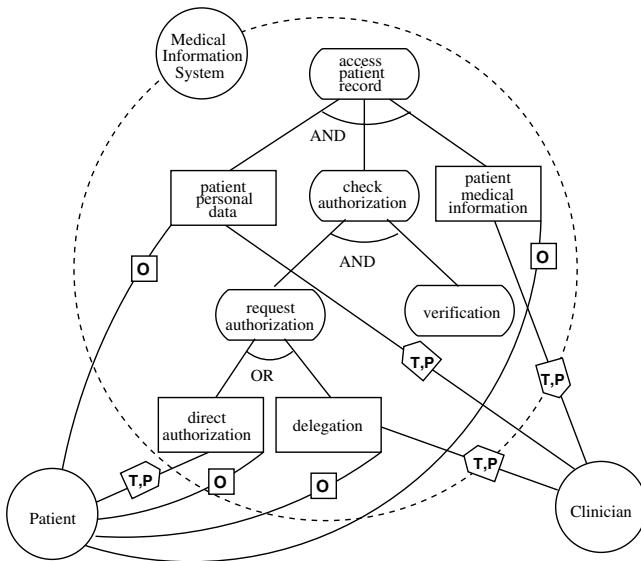 Medical
Information
System
access
patient
record
AND
patient
personal
data
check
authorization
patient
medical
information
O
O
AND
request
authorization
verification
T,P
T,P
OR
direct
authorization
delegation
T,P
T,P
O
O
Patient
Clinician